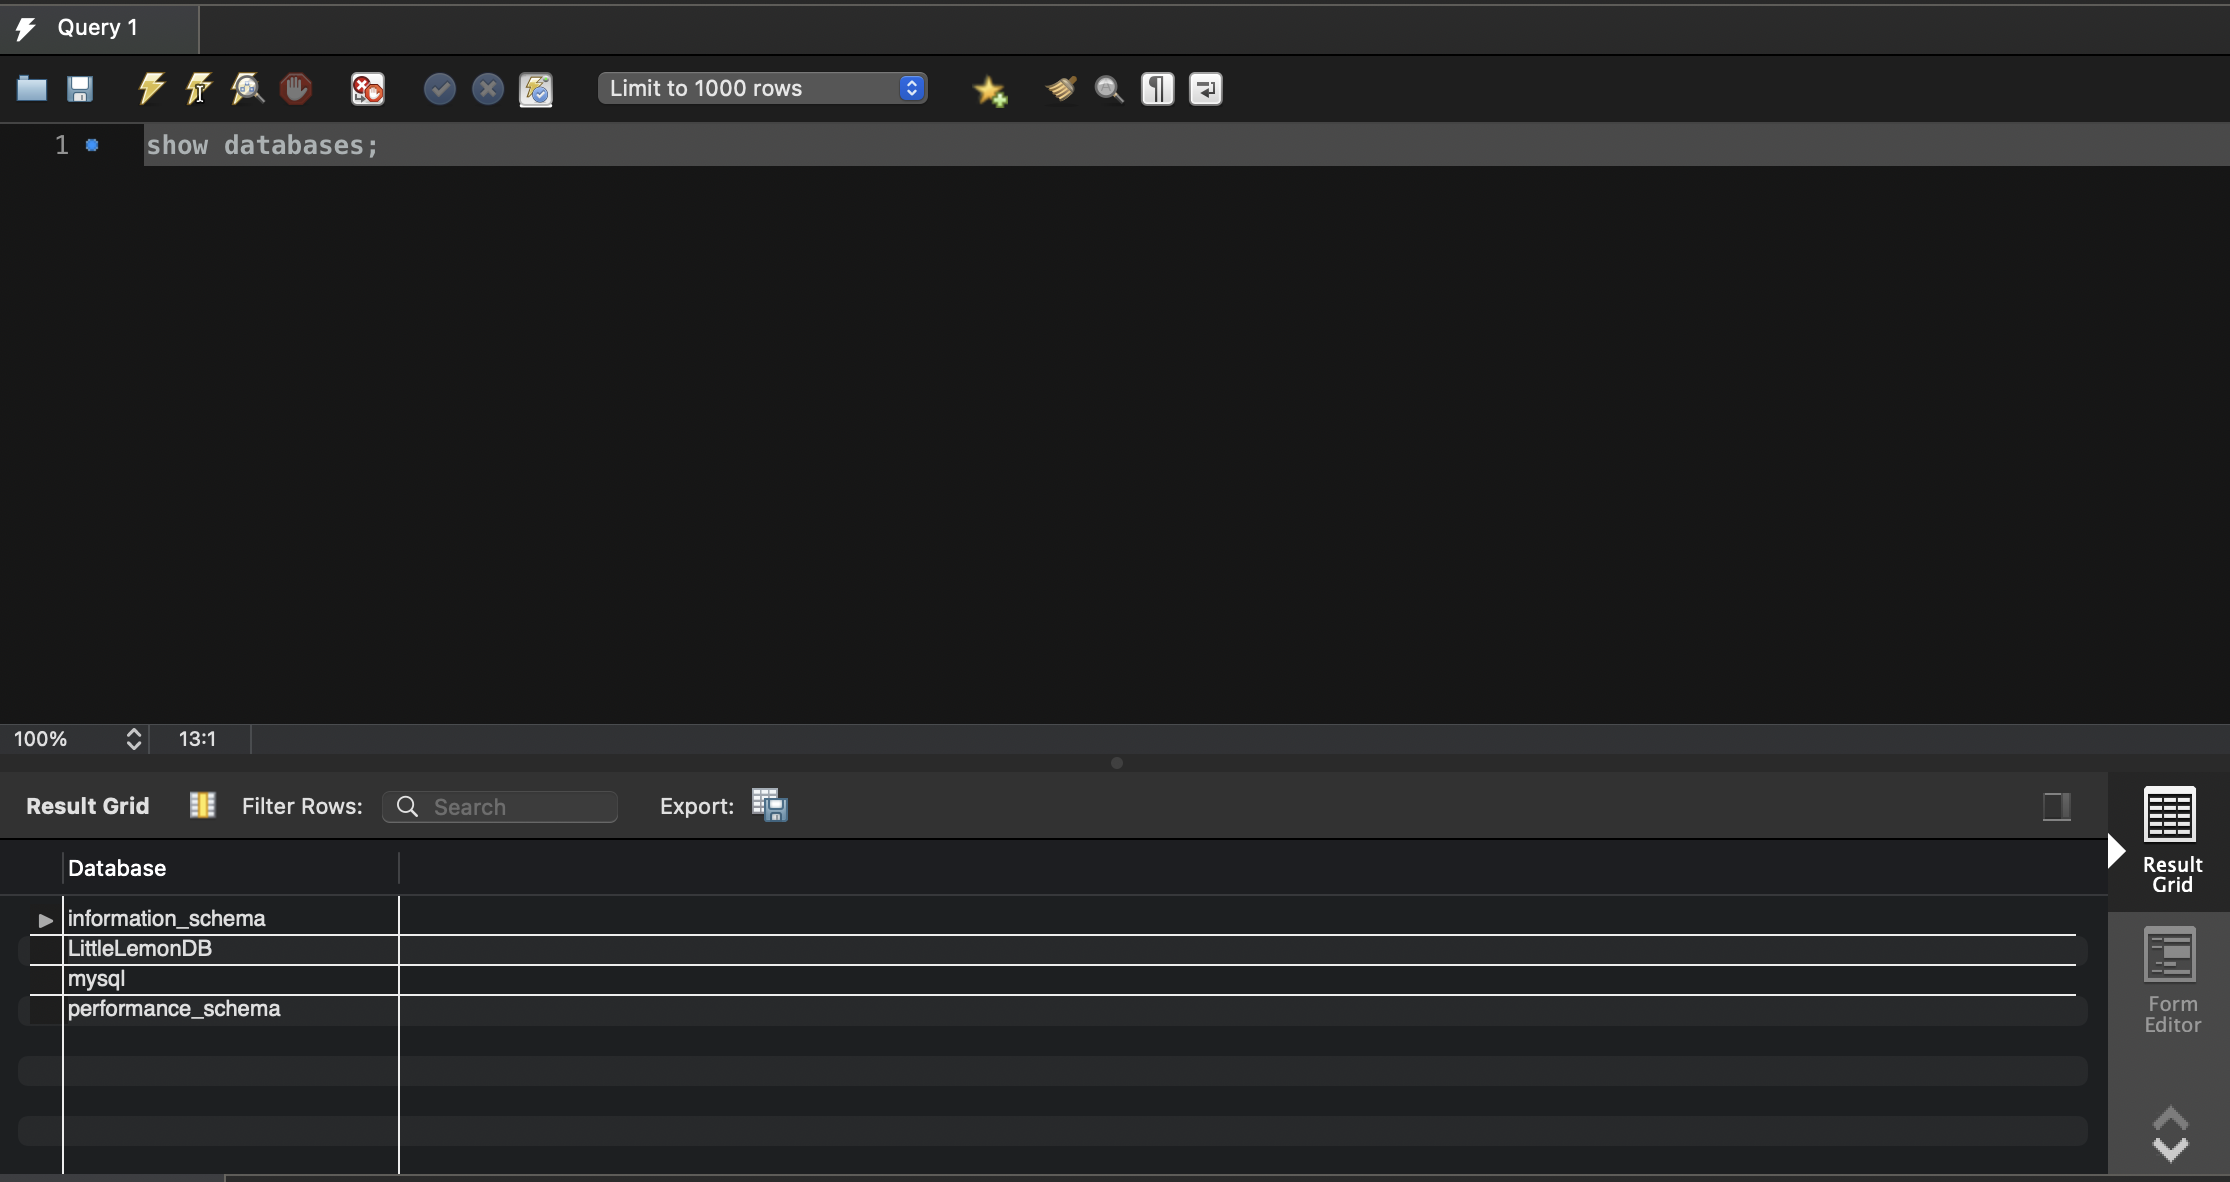 Query 1
Limit to 1000 rows
1 show databases;
100% 13:1
Result Grid Filter Rows: Search Export:
Database
information_schema
LittleLemonDB
mysql
performance_schema
Result
Grid
Form
Editor